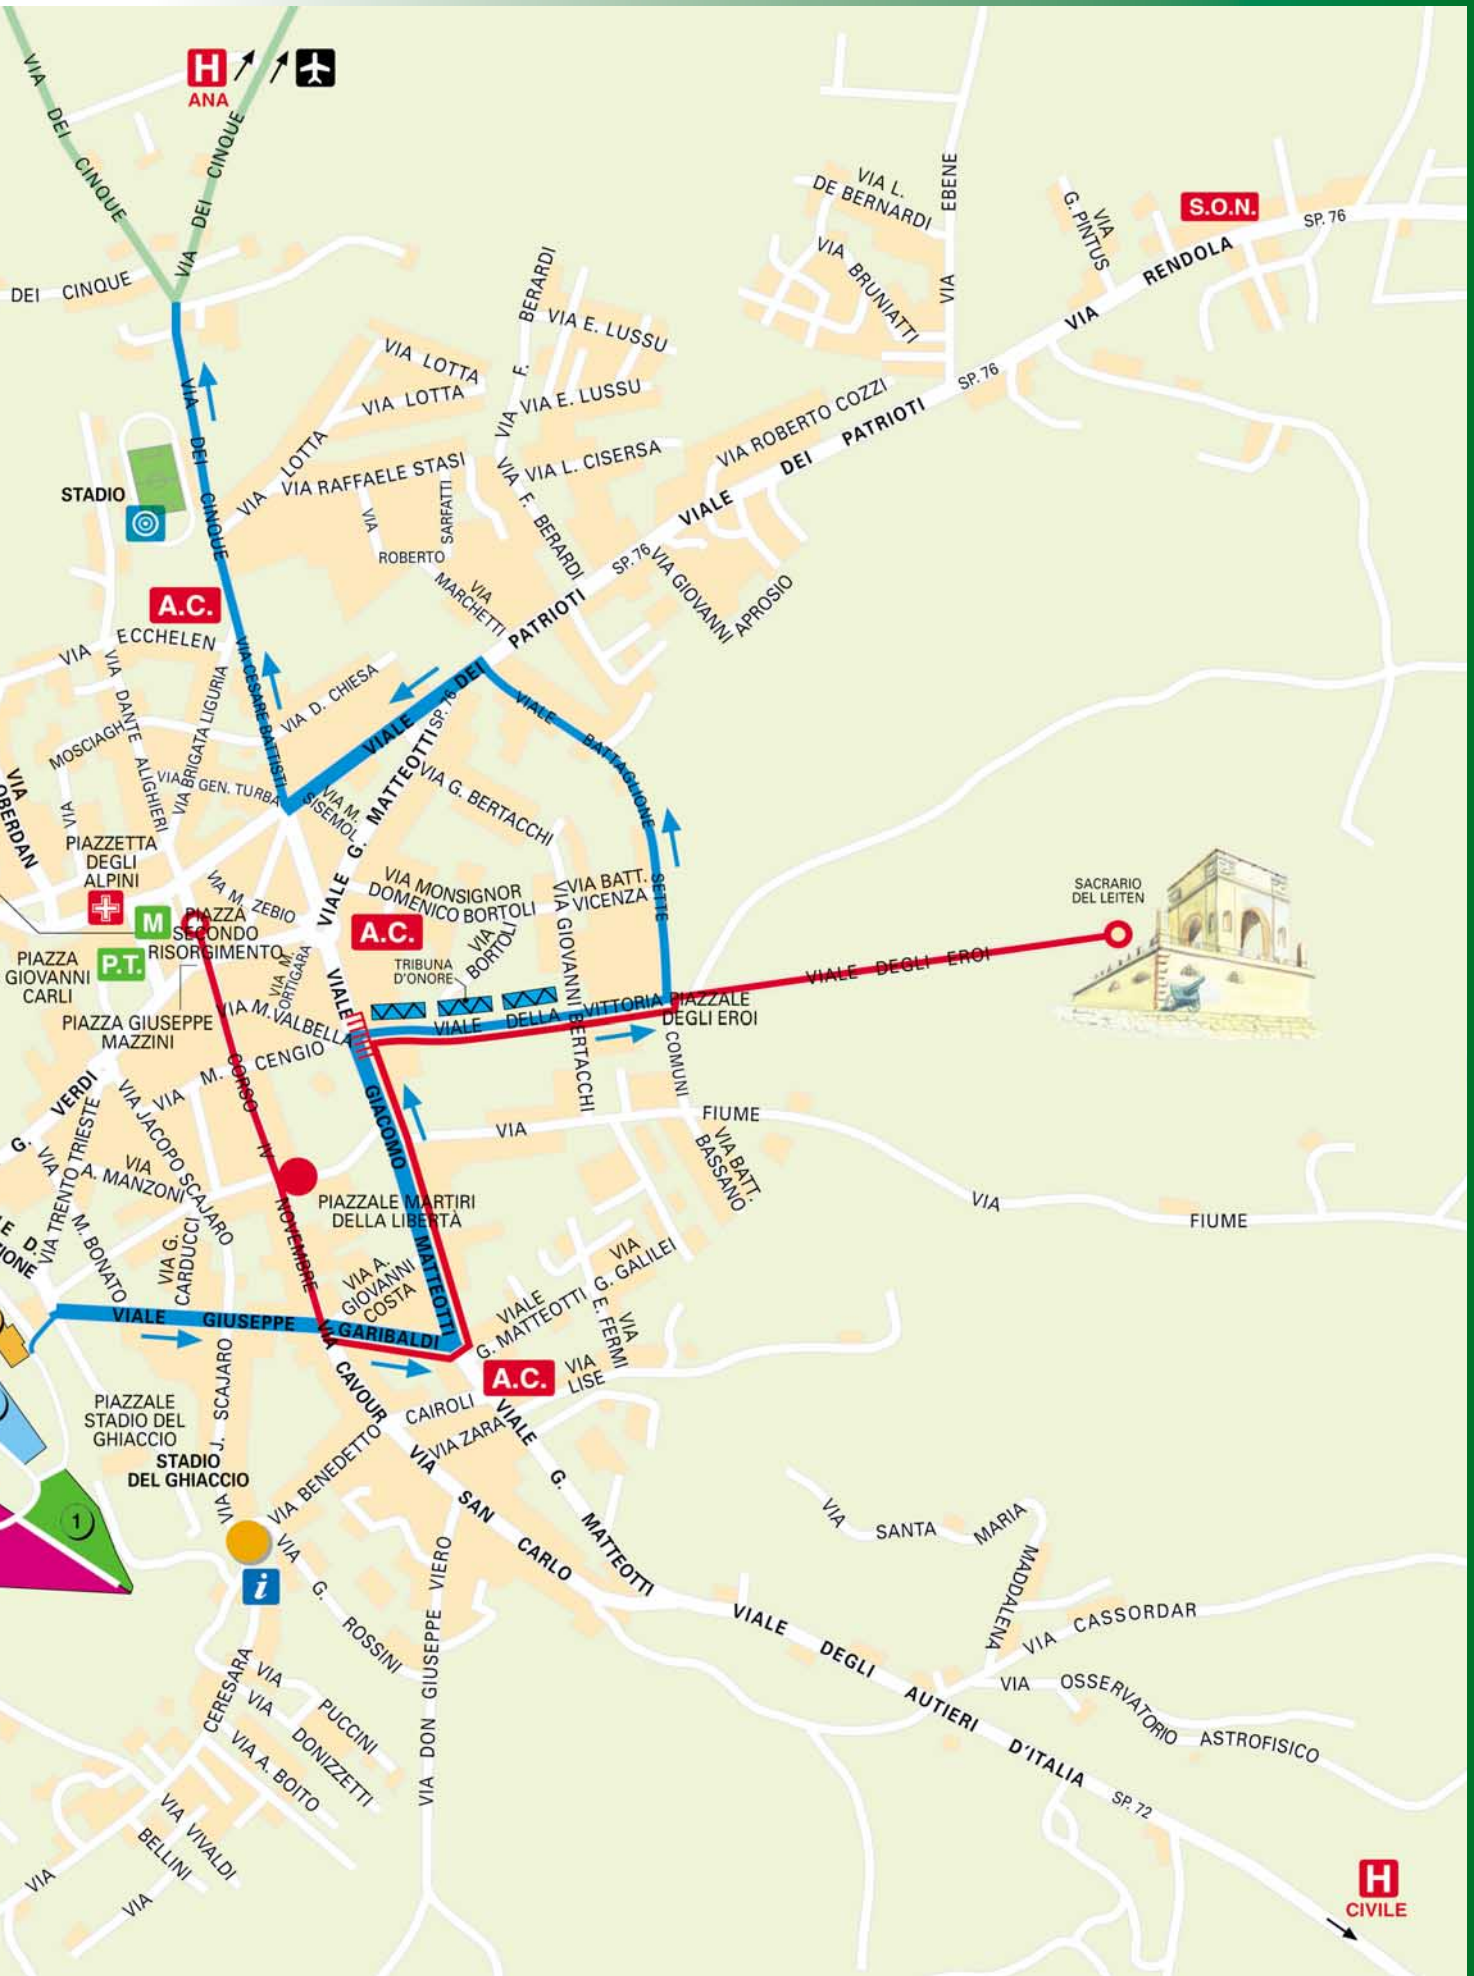 VIA DEI CINQUE
H
ANA
VIA DEI CINQUE
DEI CINQUE
VIA L.
DE BERNARDI
VIA EBENE
VIA BRUNIATTI
VIA
G. PINTUS
S.O.N.
SP. 76
VIA RENDOLA
VIA F. BERARDI
VIA E. LUSSU
VIA LOTTA
VIA LOTTA
VIA E. LUSSU
VIA DEI CINQUE
VIA LOTTA
VIA RAFFAELE STASI
VIA L. CISERSA
VIA ROBERTO COZZI
SP. 76
VIALE DEI PATRIOTI
STADIO
VIA F. BERARDI
VIA
ROBERTO
SARFATTI
VIA
MARCHETTI
SP. 76
VIA GIOVANNI
APROSIO
PATRIOTI
A.C.
VIA ECCHELEN
VIA DANTE ALIGHIERI
VIA BRIGATA LIGURIA
VIA CESARE BATTISTI
VIA D. CHIESA
VIALE DEI
SP. 76
VIALE BATTAGLIONE SETTE COMUNI
MOSCIAGH
VIA
VIA GEN. TURBA
VIA M.
SISEMOL
VIALE G. MATTEOTTI
VIA G. BERTACCHI
VIA
OBERDAN
PIAZZETTA
DEGLI
ALPINI
M
VIA M. ZEBIO
PIAZZA
SECONDO
RISORGIMENTO
VIA MONSIGNOR
DOMENICO BORTOLI
VIA BATT.
VICENZA
VIA
BORTOLI
A.C.
TRIBUNA
D'ONORE
SACRARIO
DEL LEITEN
VIALE DEGLI EROI
PIAZZA
GIOVANNI
CARLI
P.T.
VIA M.
ORTIGARA
PIAZZA GIUSEPPE
MAZZINI
VIA M. VALBELLA
VIALE
VIALE DELLA VITTORIA
PIAZZALE
DEGLI EROI
VIA GIOVANNI BERTACCHI
VIA M. CENGIO
CORSO IV NOVEMBRE
GIACOMO MATTEOTTI
G. VERDI
VIA TRENTO TRIESTE
VIA JACOPO SCAJARO
VIA FIUME
VIA BATT.
BASSANO
VIA
A. MANZONI
VIA M. BONATO
VIA G.
CARDUCCI
PIAZZALE MARTIRI
DELLA LIBERTÀ
VIA FIUME
LE D.
ZIONE
VIA A.
GIOVANNI
COSTA
VIA
G. GALILEI
VIALE
G. MATTEOTTI
VIA
E. FERMI
VIALE GIUSEPPE GARIBALDI
VIA J. SCAJARO
VIA CAVOUR
A.C.
VIA
LISE
PIAZZALE
STADIO DEL
GHIACCIO
STADIO
DEL GHIACCIO
VIA BENEDETTO CAIROLI
VIA ZARA
VIALE G. MATTEOTTI
VIA SAN CARLO
1
i
VIA G. ROSSINI
VIA DON GIUSEPPE VIERO
VIA SANTA MARIA MADDALENA
VIA CASSORDAR
VIALE DEGLI AUTIERI D'ITALIA
VIA OSSERVATORIO ASTROFISICO
SP. 72
CERESARA
VIA PUCCINI
VIA DONIZZETTI
VIA A. BOITO
VIA VIVALDI
BELLINI
VIA
VIA
H
CIVILE